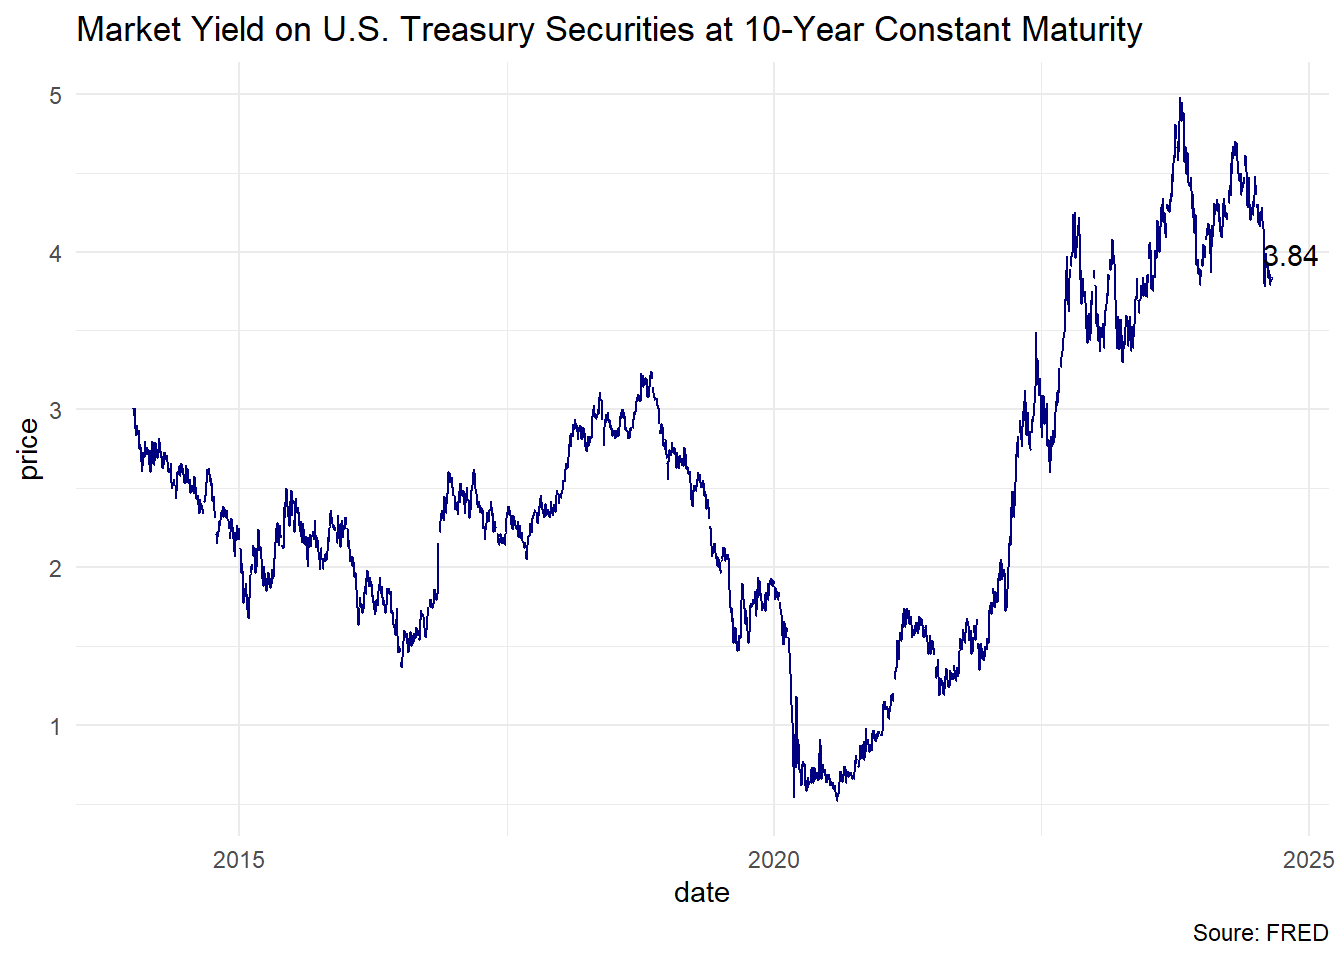 Market Yield on U.S. Treasury Securities at 10-Year Constant Maturity
5
4
3
2
1
price
3.84
2015
2020
2025
date
Soure: FRED